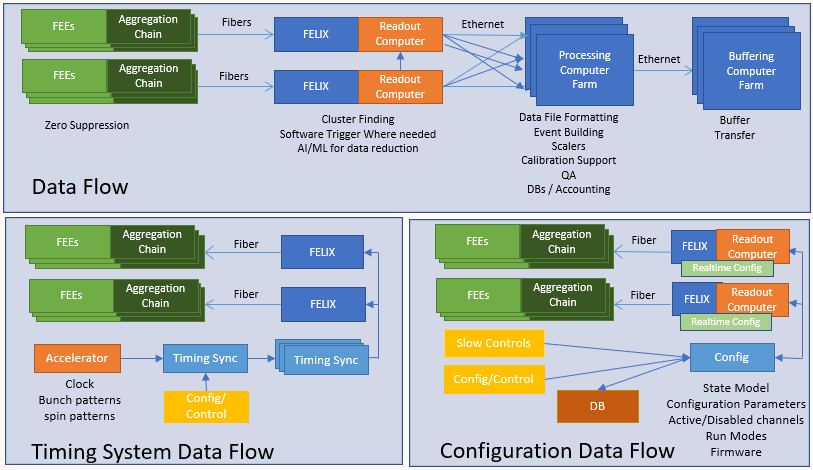 FEEs
Aggregation
Chain
Fibers
FELIX
Readout
Computer
Ethernet
Processing
Computer
Farm
Ethernet
Buffering
Computer
Farm
FEEs
Aggregation
Chain
Fibers
FELIX
Readout
Computer
Zero Suppression
Cluster Finding
Software Trigger Where needed
AI/ML for data reduction
Data File Formatting
Event Building
Scalers
Calibration Support
QA
DBs / Accounting
Buffer
Transfer
Data Flow
FEEs
Aggregation
Chain
Fiber
FELIX
FEEs
Aggregation
Chain
Fiber
FELIX
Accelerator
Timing Sync
Timing Sync
Clock
Bunch patterns
spin patterns
Config/
Control
Timing System Data Flow
FEEs
Aggregation
Chain
Fiber
FELIX
Readout
Computer
Realtime Config
FEEs
Aggregation
Chain
Fiber
FELIX
Readout
Computer
Realtime Config
Slow Controls
Config/Control
Config
DB
State Model
Configuration Parameters
Active/Disabled channels
Run Modes
Firmware
Configuration Data Flow